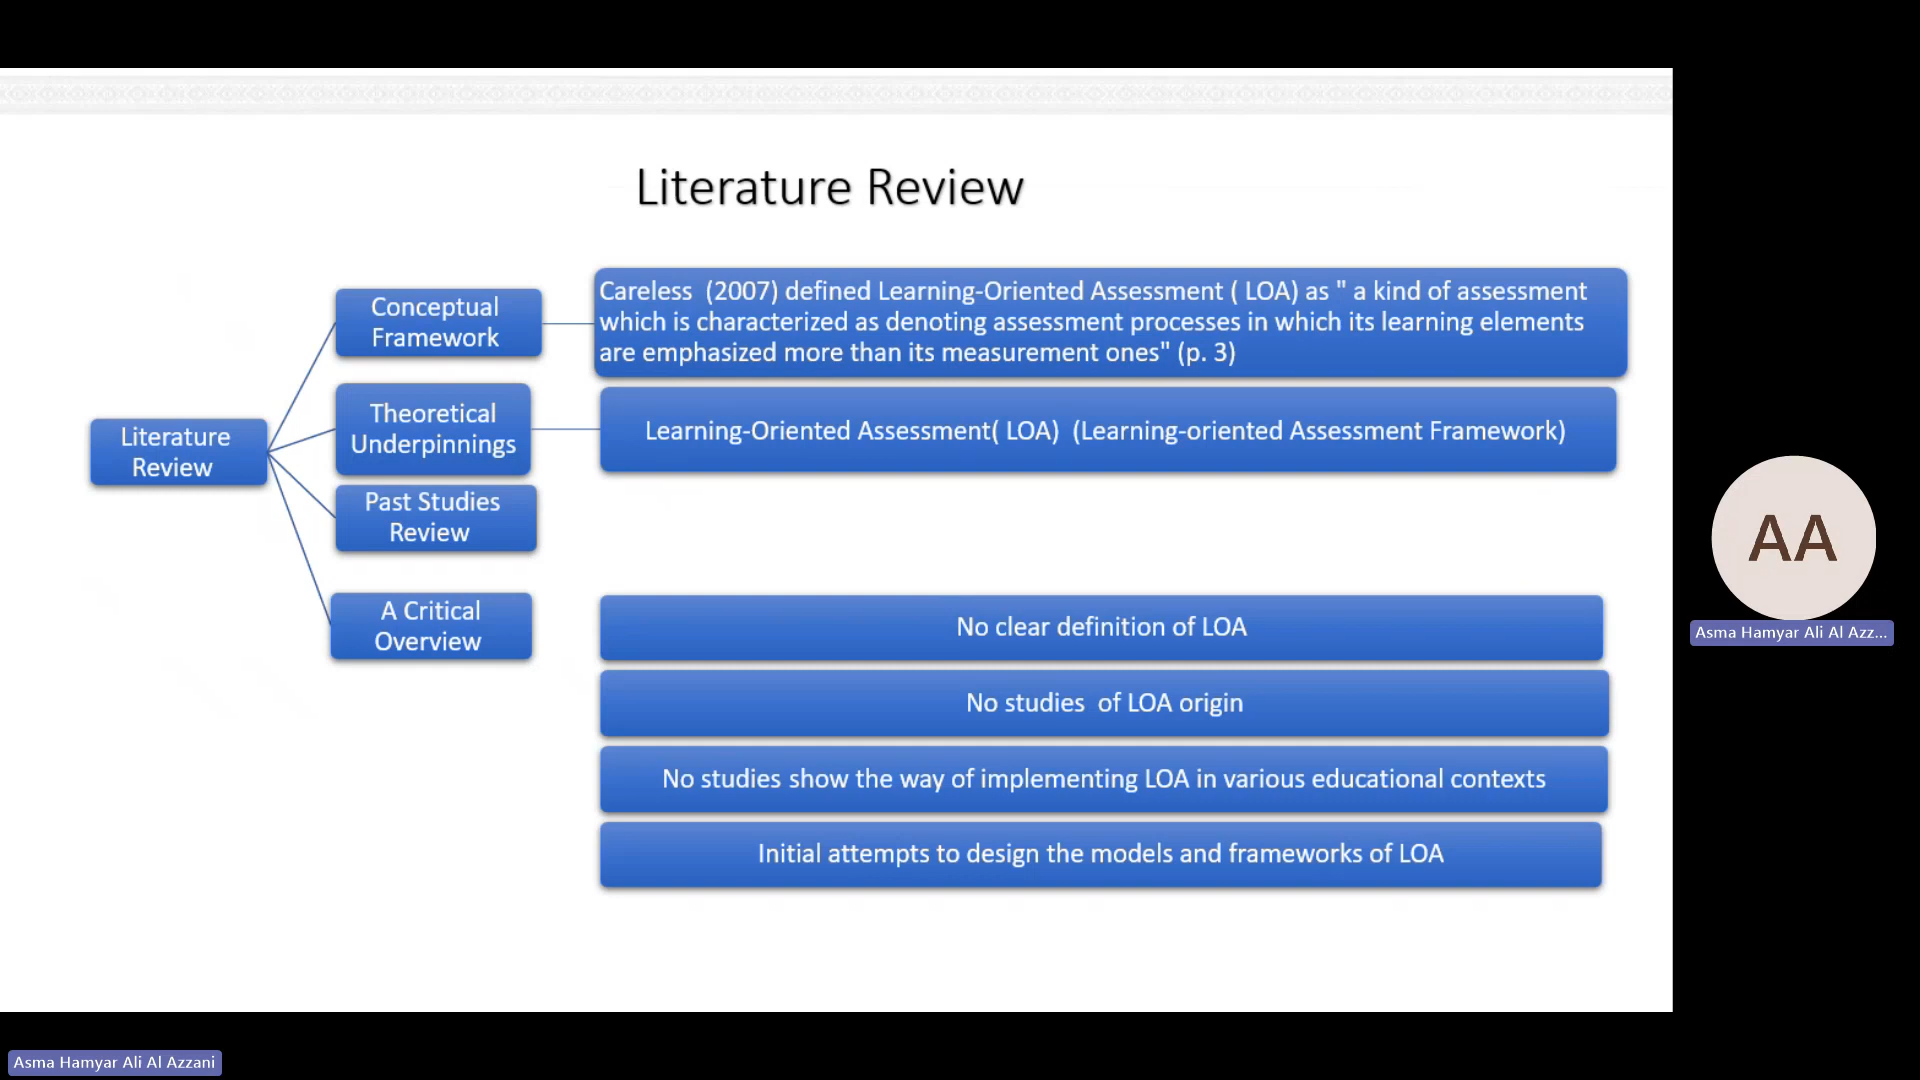 Literature Review
Conceptual
Framework
Careless  (2007) defined Learning-Oriented Assessment ( LOA) as " a kind of assessment
which is characterized as denoting assessment processes in which its learning elements
are emphasized more than its measurement ones" (p. 3)
Theoretical
Underpinnings
Learning-Oriented Assessment( LOA)  (Learning-oriented Assessment Framework)
Literature
Review
Past Studies
Review
A Critical
Overview
No clear definition of LOA
No studies  of LOA origin
No studies show the way of implementing LOA in various educational contexts
Initial attempts to design the models and frameworks of LOA
AA
Asma Hamyar Ali Al Azz...
Asma Hamyar Ali Al Azzani